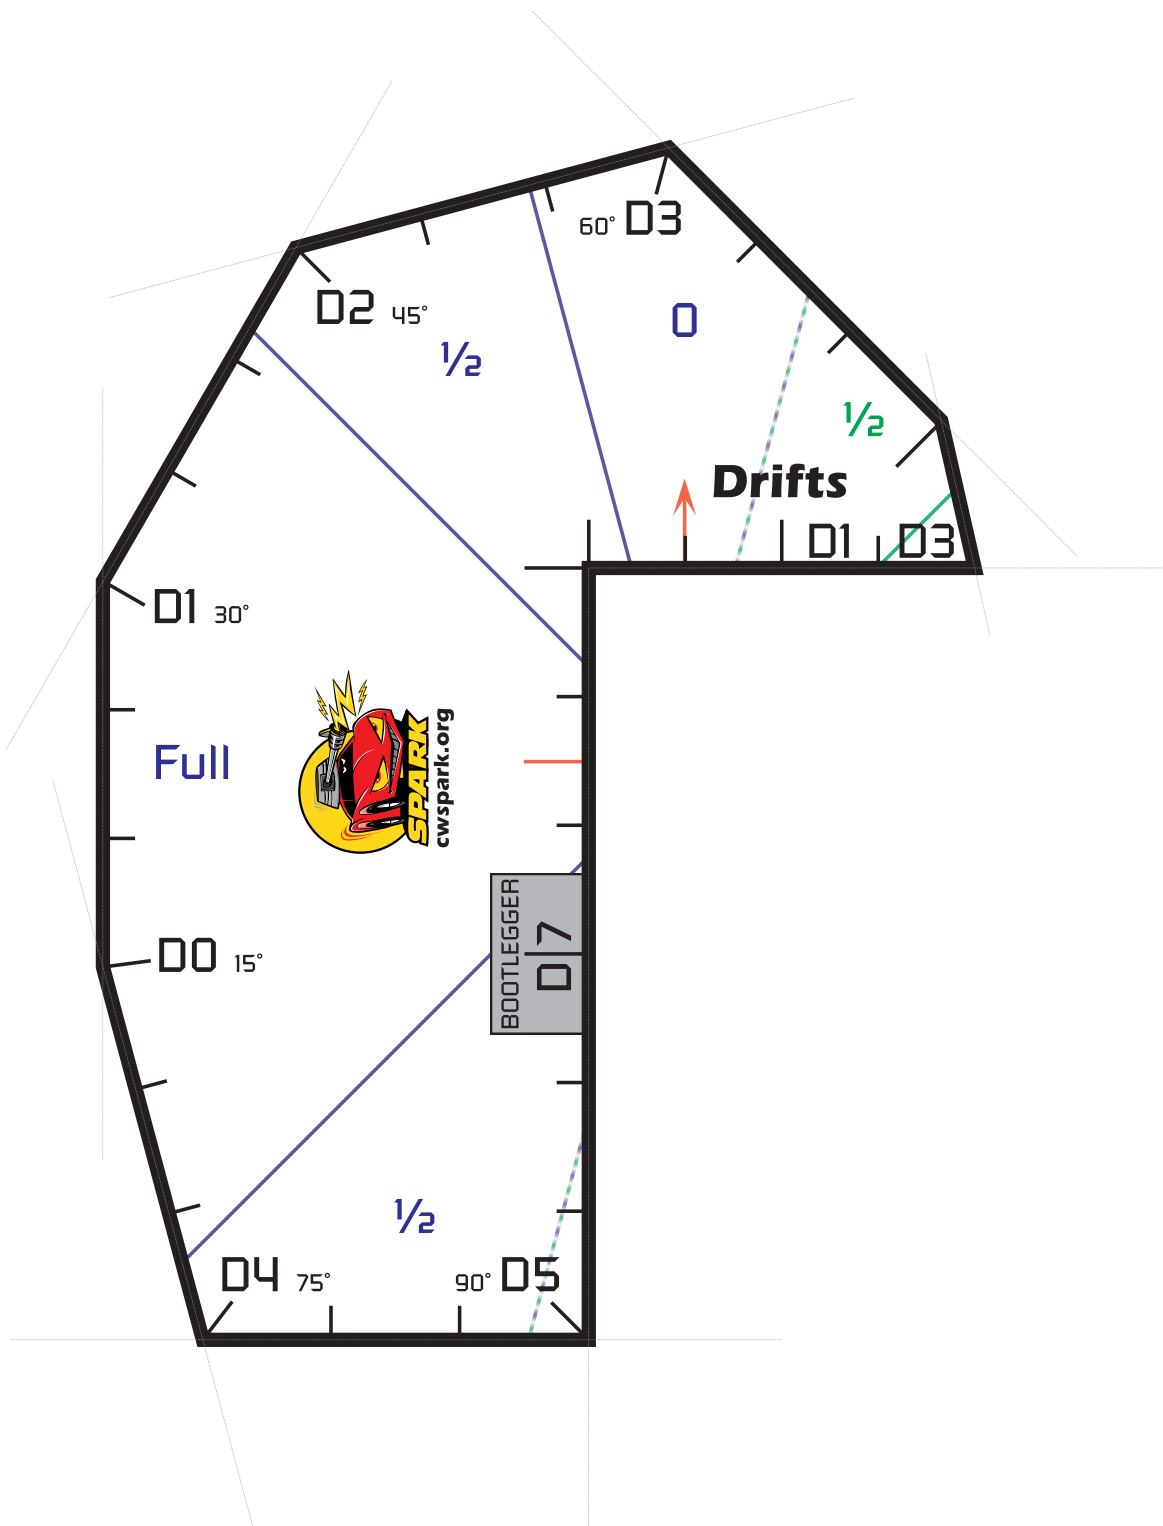 60° D3
D2 45°
0
½
½
Drifts
D1 D3
D1 30°
SPARK
cwspark.org
Full
BOOTLEGGER
D 7
D0 15°
½
D4 75°
90° D5